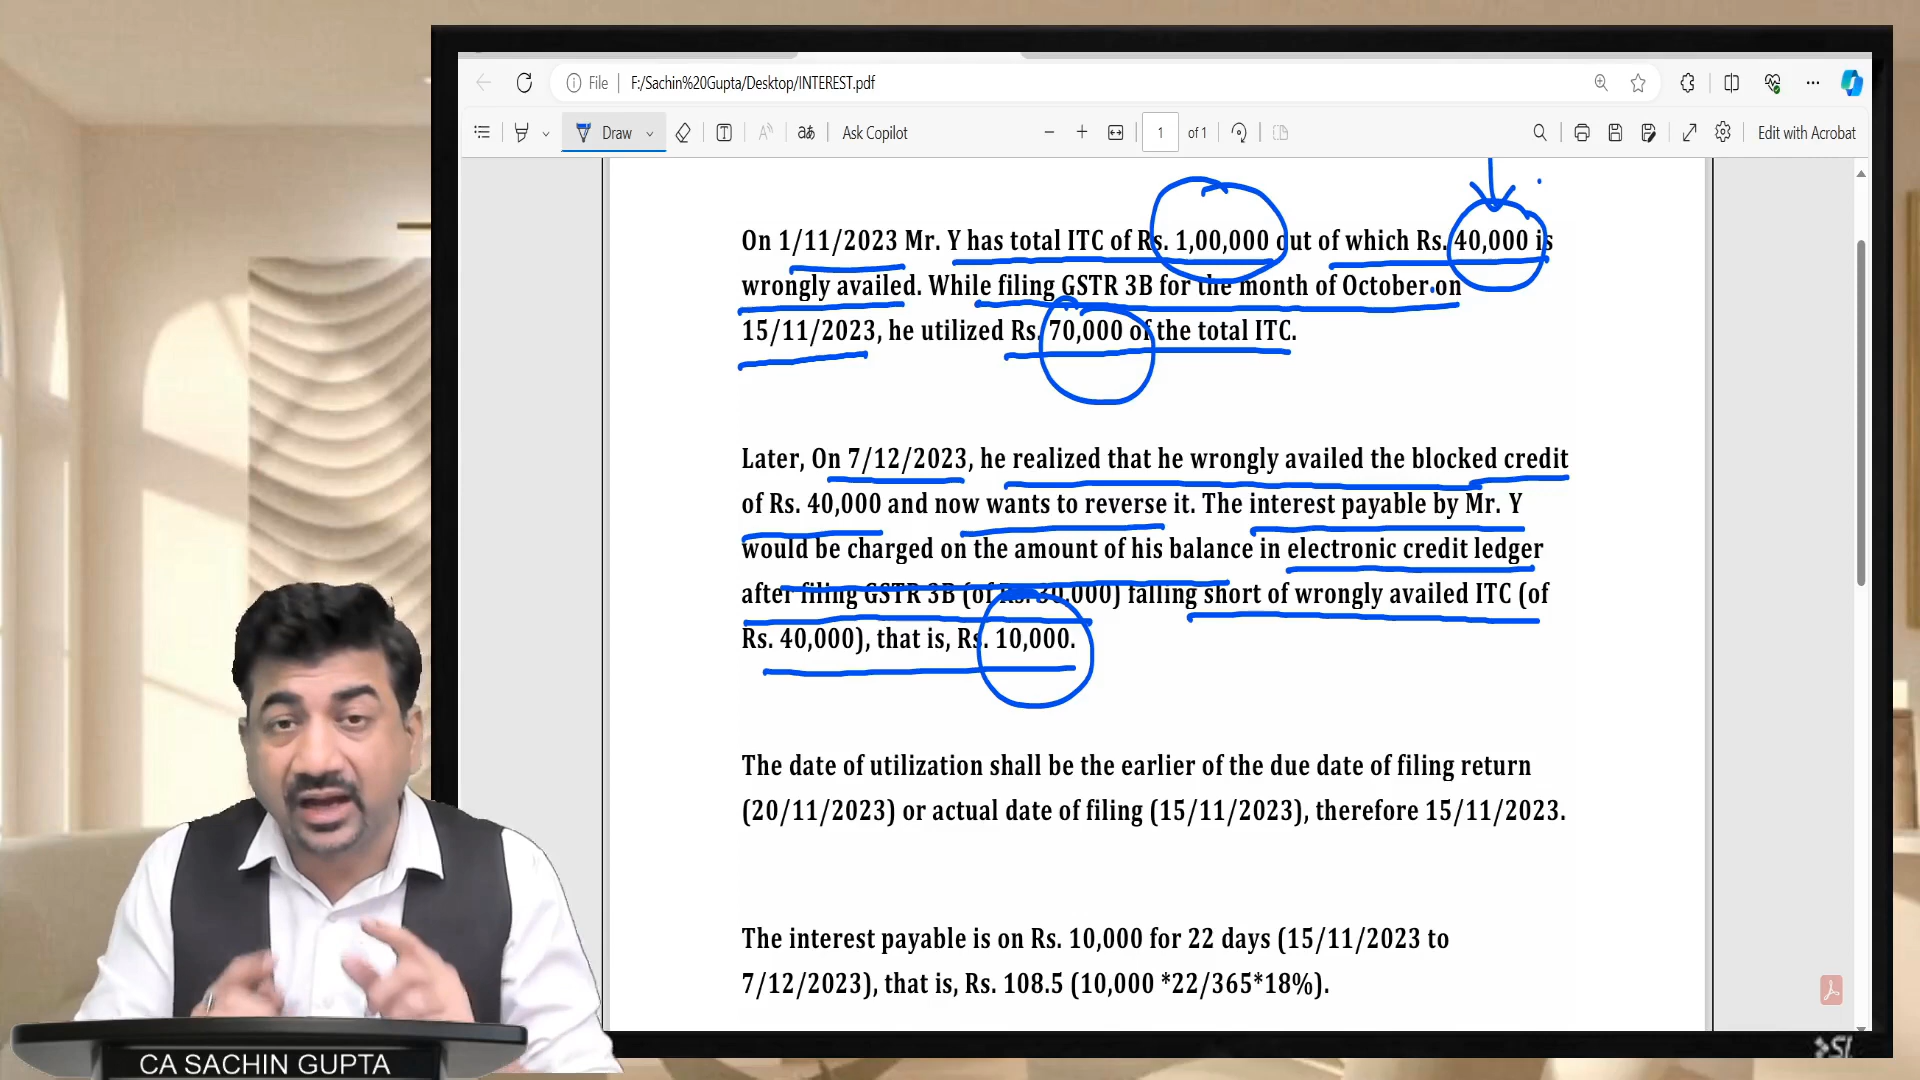 File
F:/Sachin%20Gupta/Desktop/INTEREST.pdf
Draw
Ask Copilot
1
of 1
Edit with Acrobat
On 1/11/2023 Mr. Y has total ITC of Rs. 1,00,000 out of which Rs. 40,000 is
wrongly availed. While filing GSTR 3B for the month of October on
15/11/2023, he utilized Rs. 70,000 of the total ITC.
Later, On 7/12/2023, he realized that he wrongly availed the blocked credit
of Rs. 40,000 and now wants to reverse it. The interest payable by Mr. Y
would be charged on the amount of his balance in electronic credit ledger
after filing GSTR 3B (of Rs. 30,000) falling short of wrongly availed ITC (of
Rs. 40,000), that is, Rs. 10,000.
The date of utilization shall be the earlier of the due date of filing return
(20/11/2023) or actual date of filing (15/11/2023), therefore 15/11/2023.
The interest payable is on Rs. 10,000 for 22 days (15/11/2023 to
7/12/2023), that is, Rs. 108.5 (10,000 *22/365*18%).
CA SACHIN GUPTA